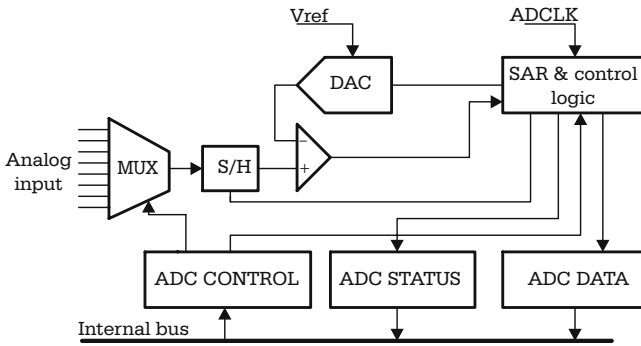 Vref
ADCLK
DAC
SAR & control
logic
−
+
Analog
input
MUX
S/H
ADC CONTROL
ADC STATUS
ADC DATA
Internal bus